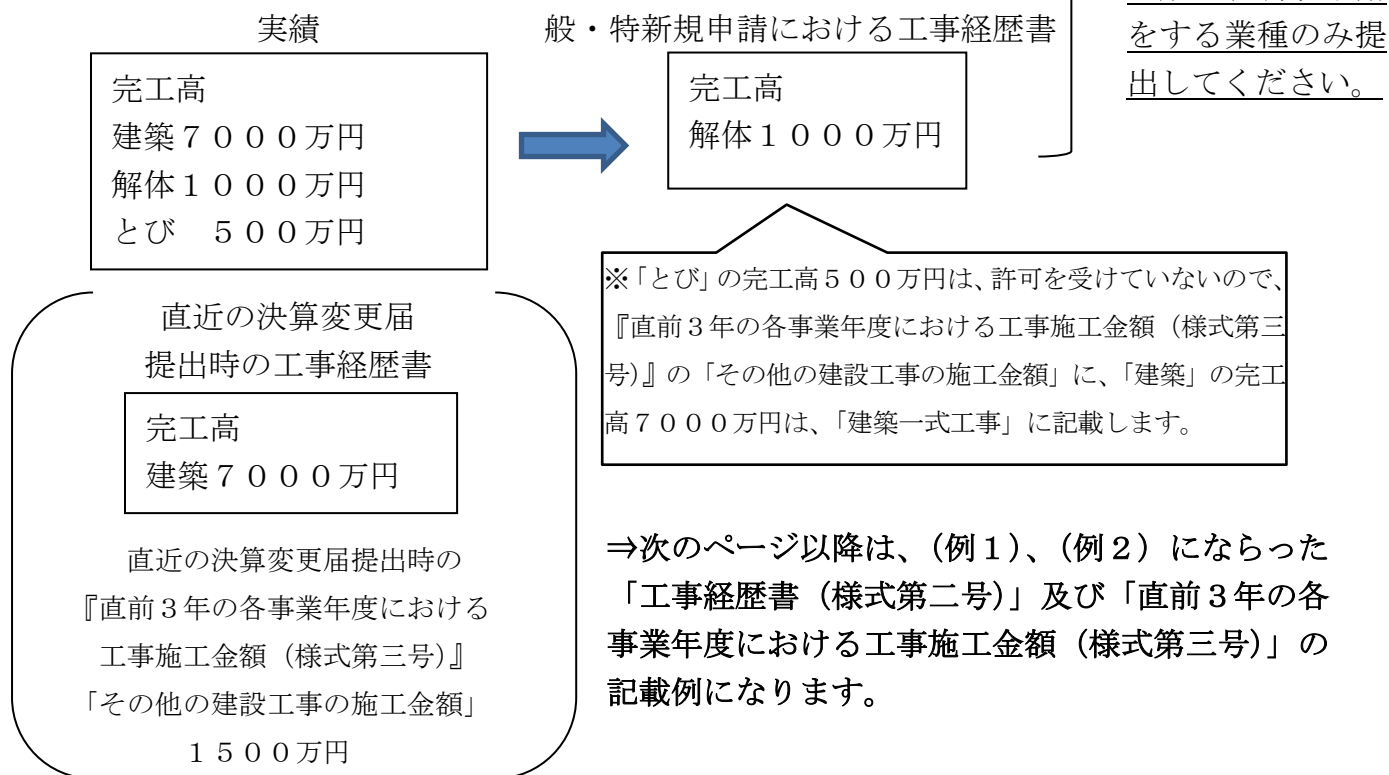 実績
完工高
建築７０００万円
解体１０００万円
とび　５００万円
般・特新規申請における工事経歴書
完工高
解体１０００万円
をする業種のみ提
出してください。
※「とび」の完工高５００万円は、許可を受けていないので、
『直前３年の各事業年度における工事施工金額（様式第三
号）』の「その他の建設工事の施工金額」に、「建築」の完工
高７０００万円は、「建築一式工事」に記載します。
直近の決算変更届
提出時の工事経歴書
完工高
建築７０００万円
直近の決算変更届提出時の
『直前３年の各事業年度における
工事施工金額（様式第三号）』
「その他の建設工事の施工金額」
１５００万円
⇒次のページ以降は、（例１）、（例２）にならった
「工事経歴書（様式第二号）」及び「直前３年の各
事業年度における工事施工金額（様式第三号）」の
記載例になります。